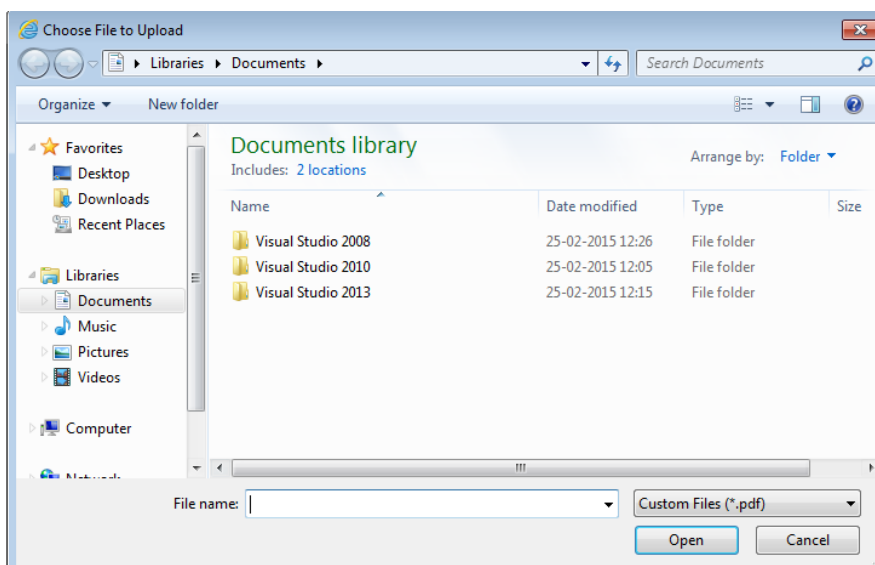 Choose File to Upload
Libraries Documents Search Documents
Organize New folder
Favorites
Desktop
Downloads
Recent Places
Libraries
Documents
Music
Pictures
Videos
Computer
Network
Documents library
Includes: 2 locations
Arrange by: Folder
Name Date modified Type Size
Visual Studio 2008 25-02-2015 12:26 File folder
Visual Studio 2010 25-02-2015 12:05 File folder
Visual Studio 2013 25-02-2015 12:15 File folder
File name: Custom Files (*.pdf)
Open Cancel